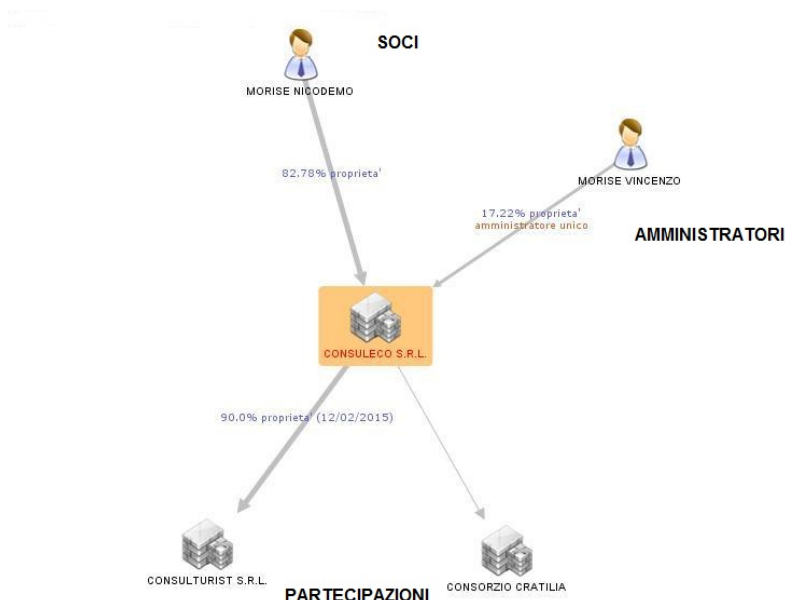 SOCI
MORISE NICODEMO
82.78% proprieta'
MORISE VINCENZO
17.22% proprieta'
amministratore unico
AMMINISTRATORI
CONSULECO S.R.L.
90.0% proprieta' (12/02/2015)
CONSULTURIST S.R.L.
CONSORZIO CRATILIA
PARTECIPAZIONI